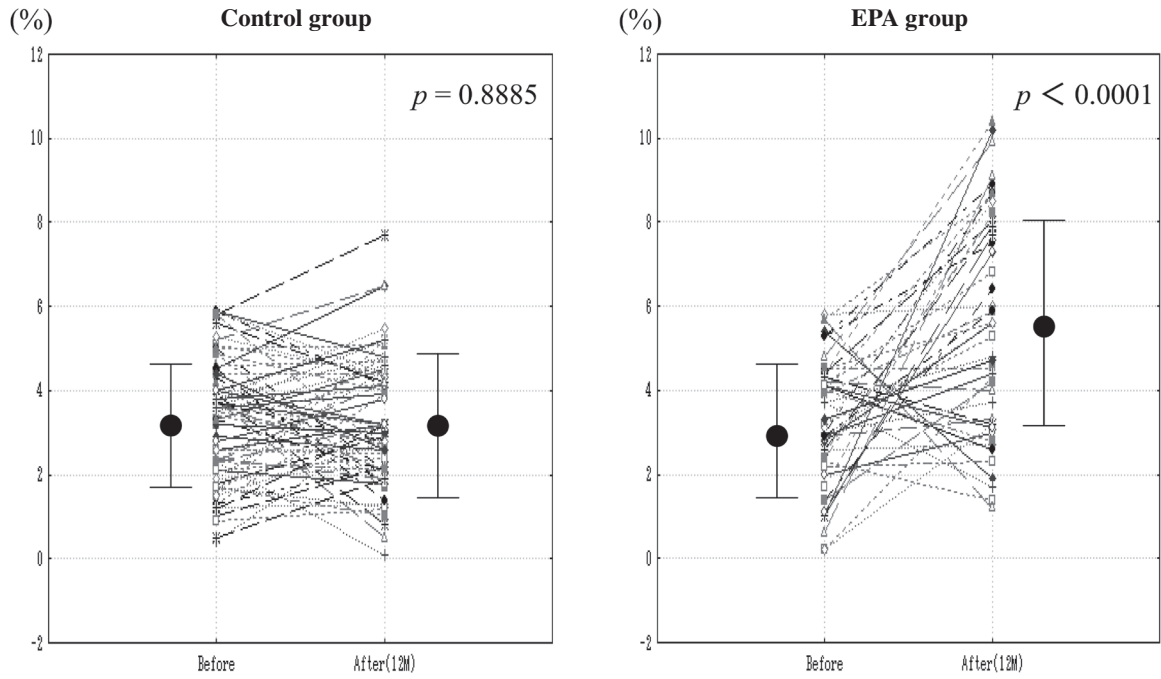 (%)
Control group
12
10
8
6
4
2
0
-2
p = 0.8885
Before
After(12M)
(%)
EPA group
12
10
8
6
4
2
0
-2
p < 0.0001
Before
After(12M)